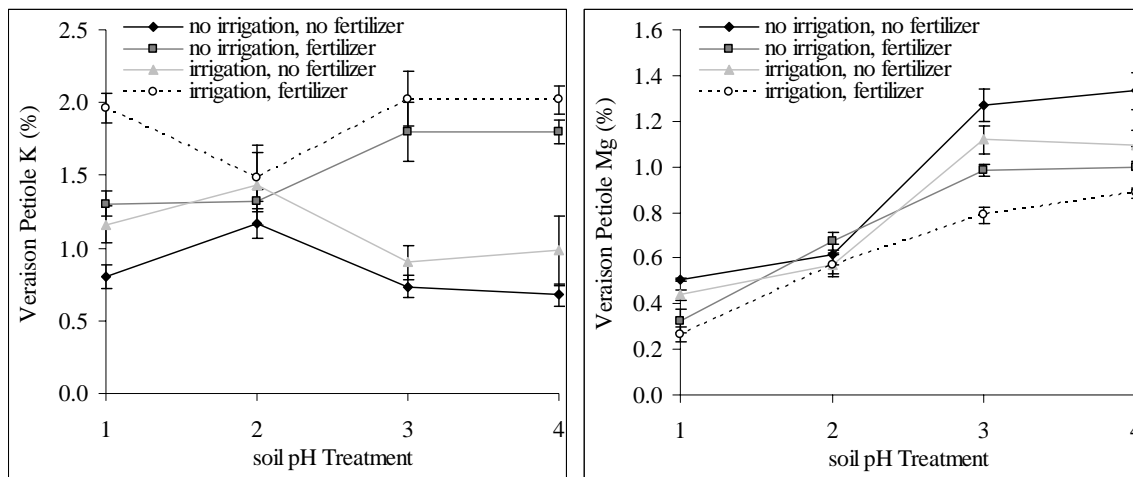 no irrigation, no fertilizer
no irrigation, fertilizer
irrigation, no fertilizer
irrigation, fertilizer
Veraison Petiole K (%)
2.5
2.0
1.5
1.0
0.5
0.0
1 2 3 4
soil pH Treatment
no irrigation, no fertilizer
no irrigation, fertilizer
irrigation, no fertilizer
irrigation, fertilizer
Veraison Petiole Mg (%)
1.6
1.4
1.2
1.0
0.8
0.6
0.4
0.2
0.0
1 2 3 4
soil pH Treatment